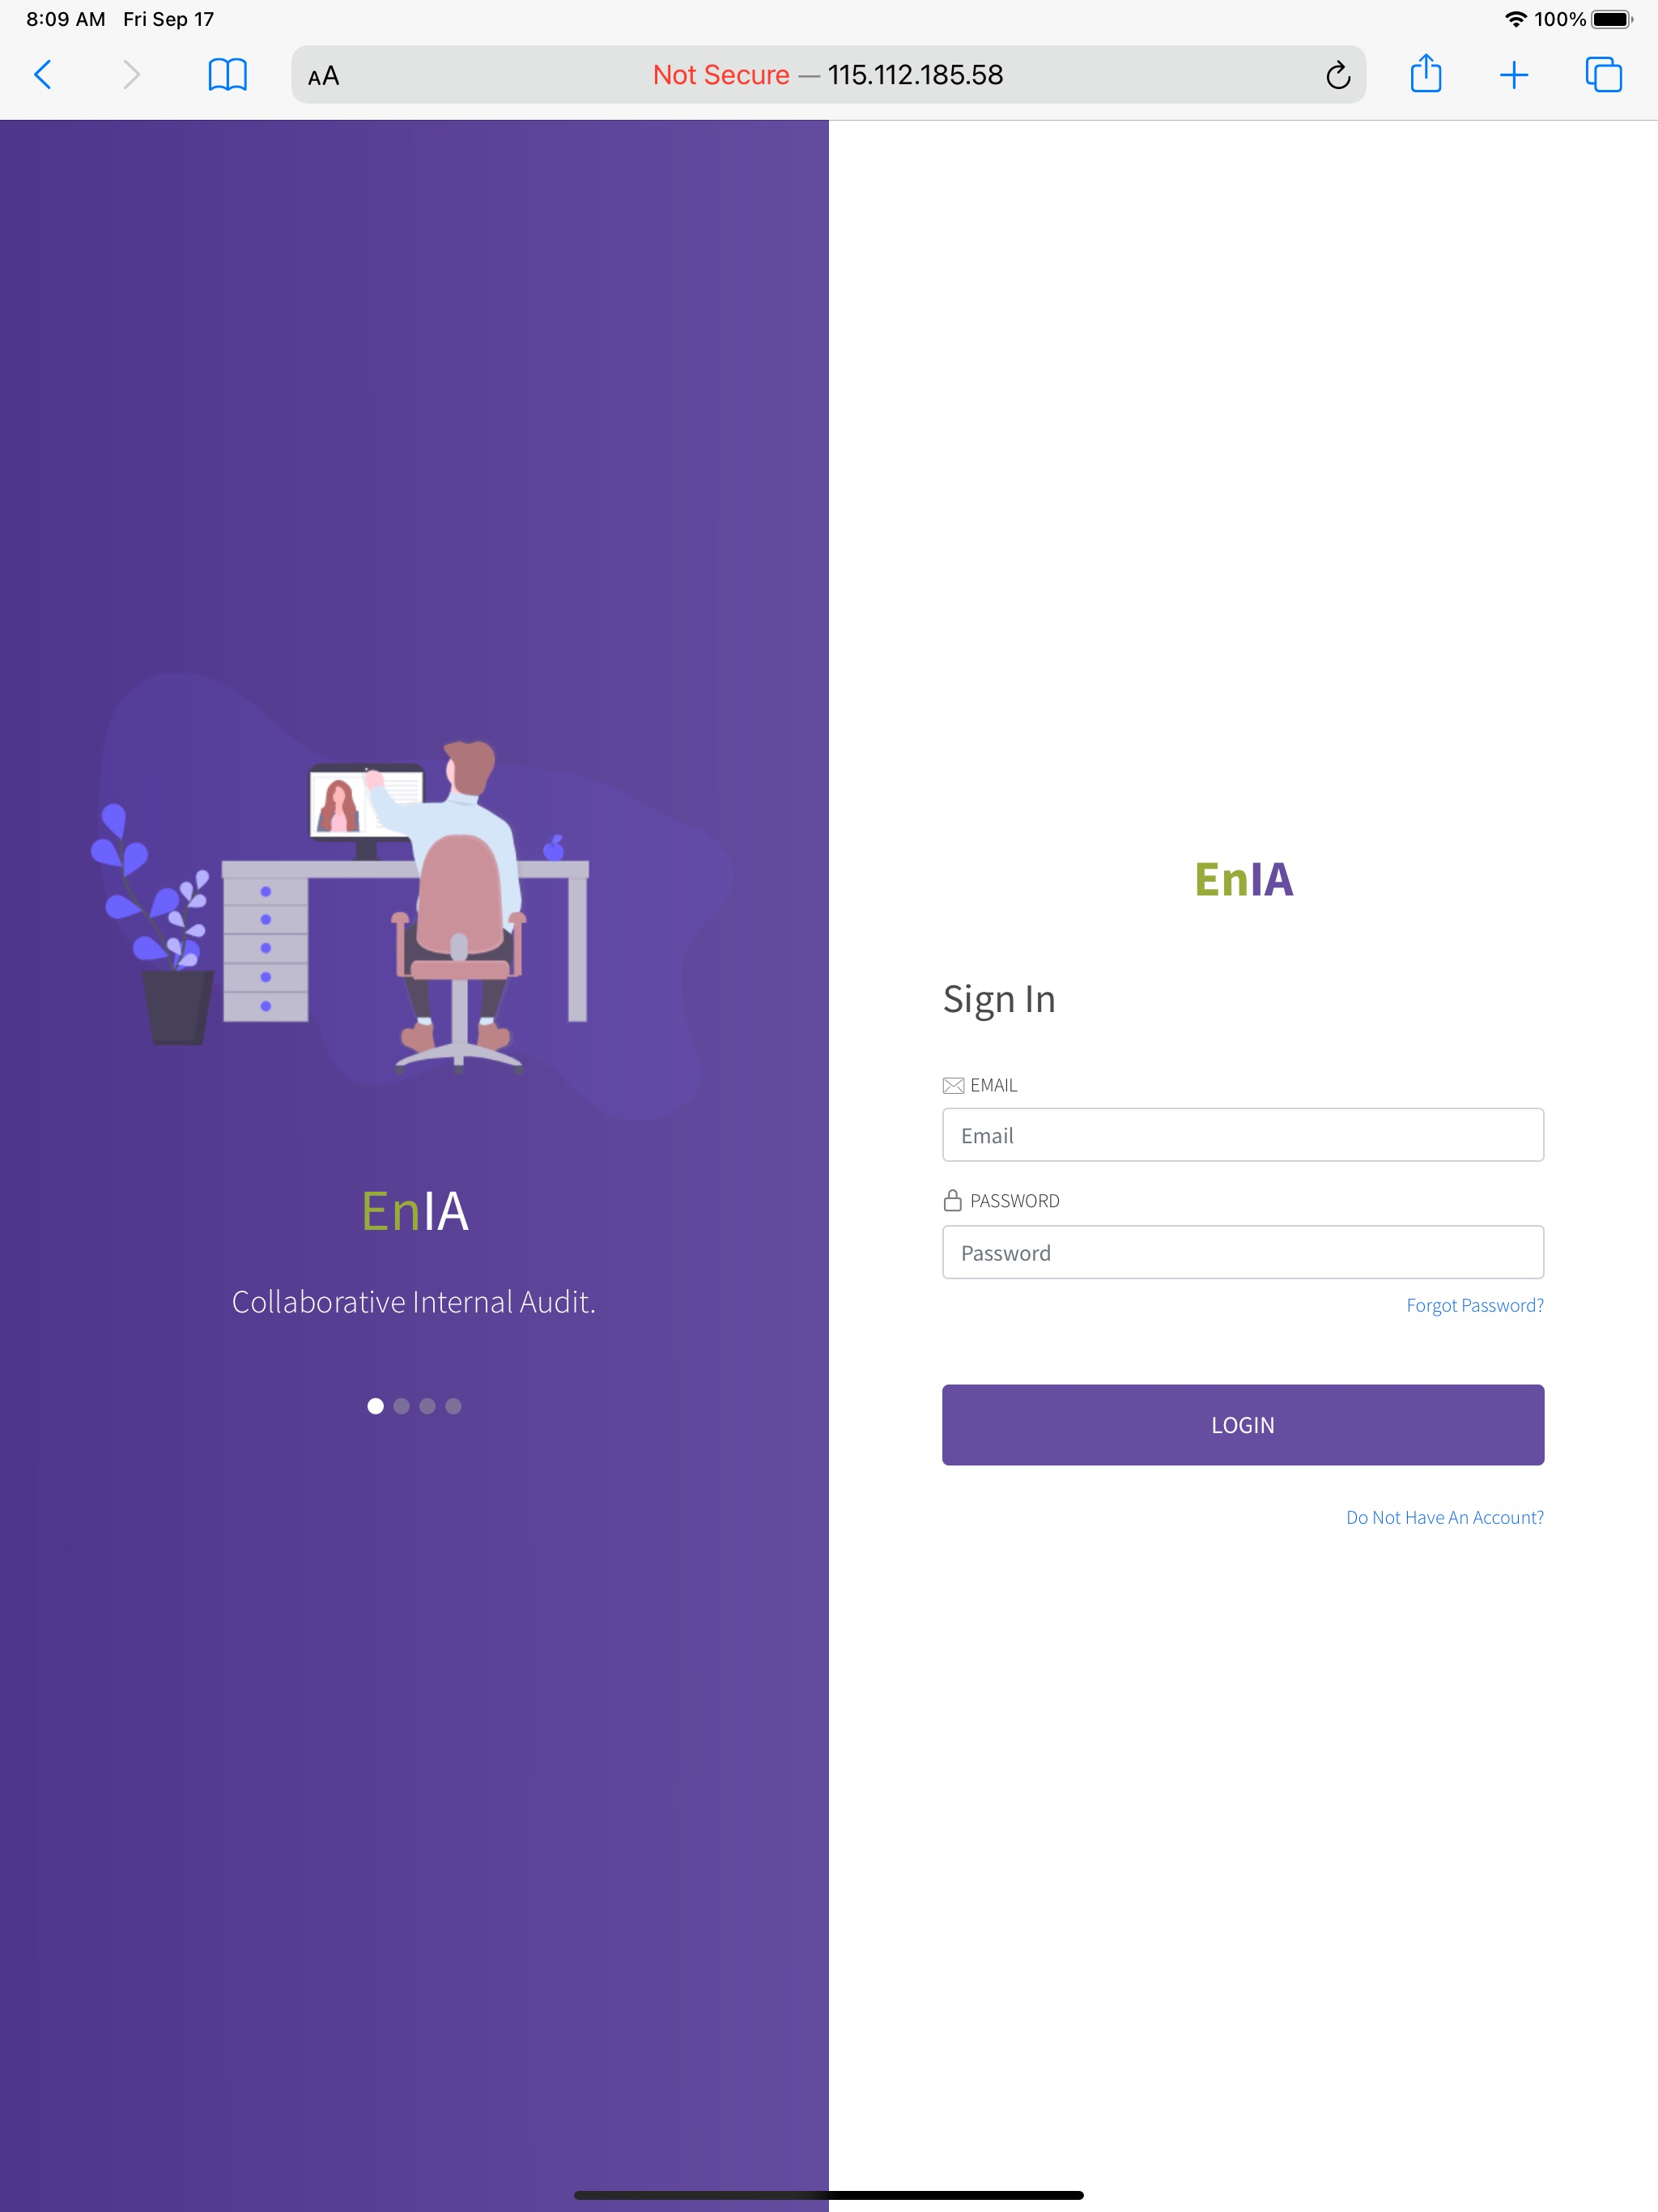 8:09 AM Fri Sep 17
100%
AA
Not Secure — 115.112.185.58
EnIA
Collaborative Internal Audit.
EnIA
Sign In
EMAIL
Email
PASSWORD
Password
Forgot Password?
LOGIN
Do Not Have An Account?